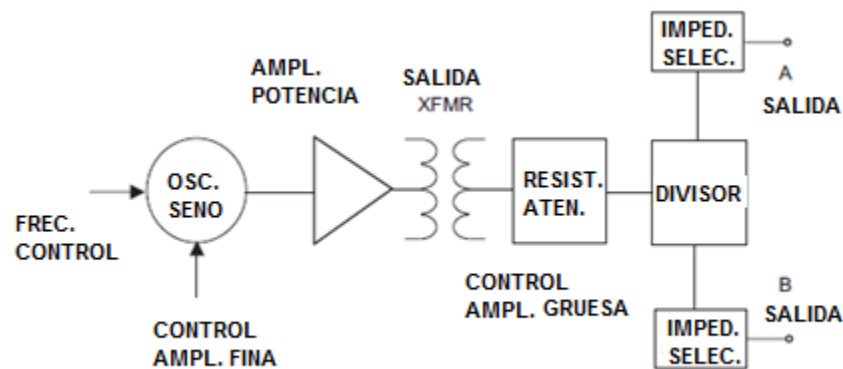 IMPED.
SELEC.
A
SALIDA
AMPL.
POTENCIA
SALIDA
XFMR
OSC.
SENO
RESIST.
ATEN.
DIVISOR
FREC.
CONTROL
CONTROL
AMPL. FINA
CONTROL
AMPL. GRUESA
B
SALIDA
IMPED.
SELEC.